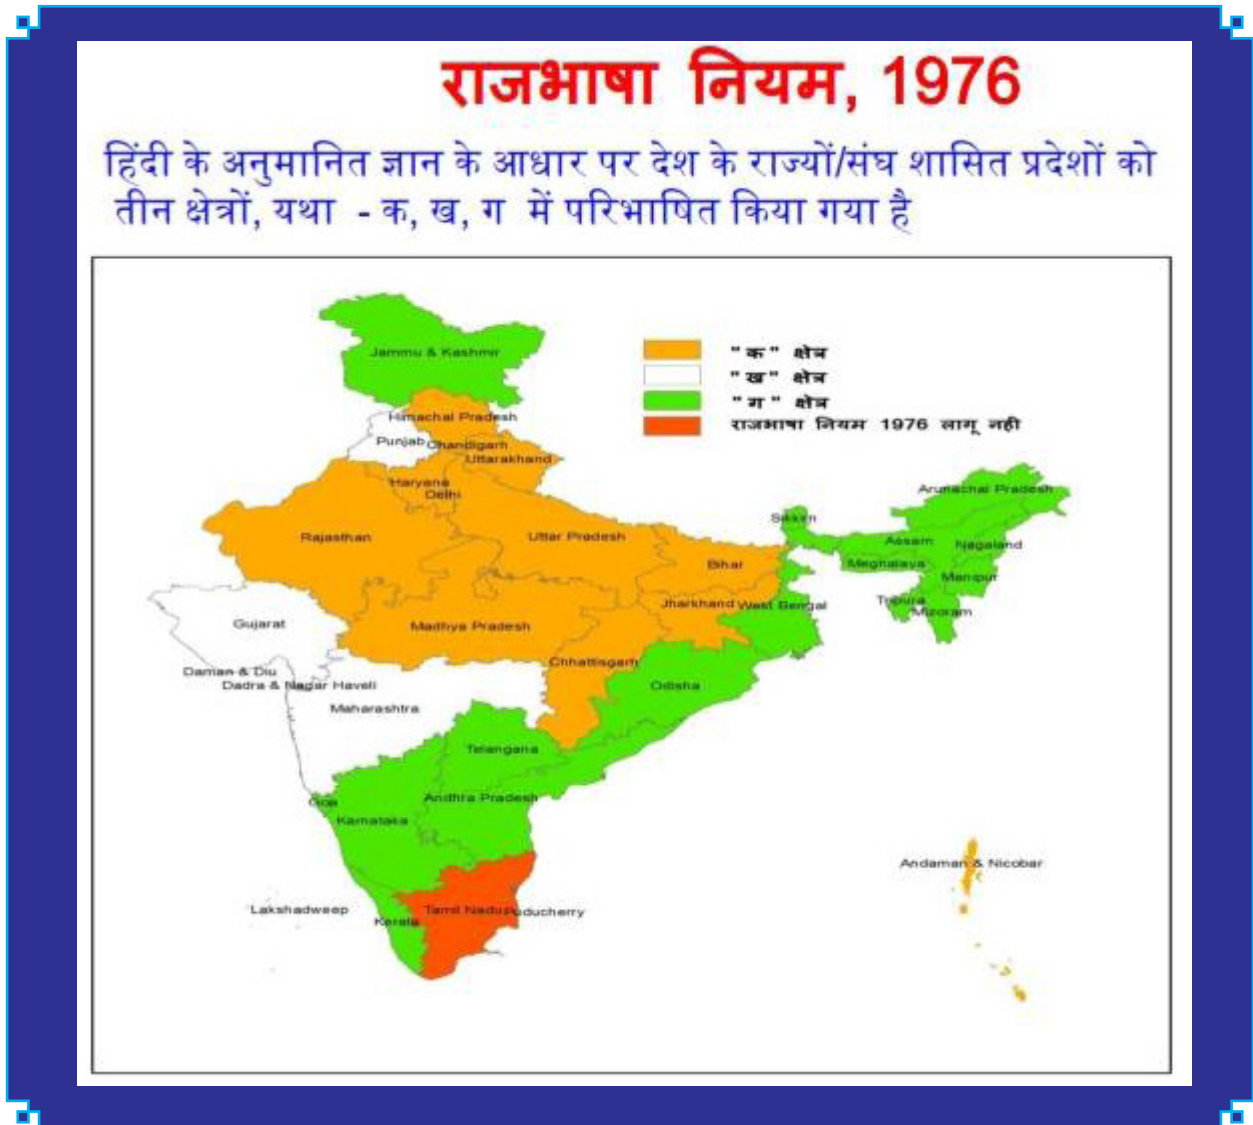 राजभाषा नियम, 1976
हिंदी के अनुमानित ज्ञान के आधार पर देश के राज्यों/संघ शासित प्रदेशों को
तीन क्षेत्रों, यथा - क, ख, ग में परिभाषित किया गया है
Jammu & Kashmir
" क " क्षेत्र
" ख " क्षेत्र
" ग " क्षेत्र
राजभाषा नियम 1976 लागू नही
Himachal Pradesh
Punjab
Chandigarh
Uttarakhand
Haryana
Delhi
Arunachal Pradesh
Sikkim
Rajasthan
Uttar Pradesh
Assam
Nagaland
Bihar
Meghalaya
Manipur
Jharkhand
West Bengal
Tripura
Mizoram
Gujarat
Madhya Pradesh
Chhattisgarh
Daman & Diu
Dadra & Nagar Haveli
Odisha
Maharashtra
Telangana
Goa
Andhra Pradesh
Karnataka
Andaman & Nicobar
Lakshadweep
Kerala
Tamil Nadu
Puducherry